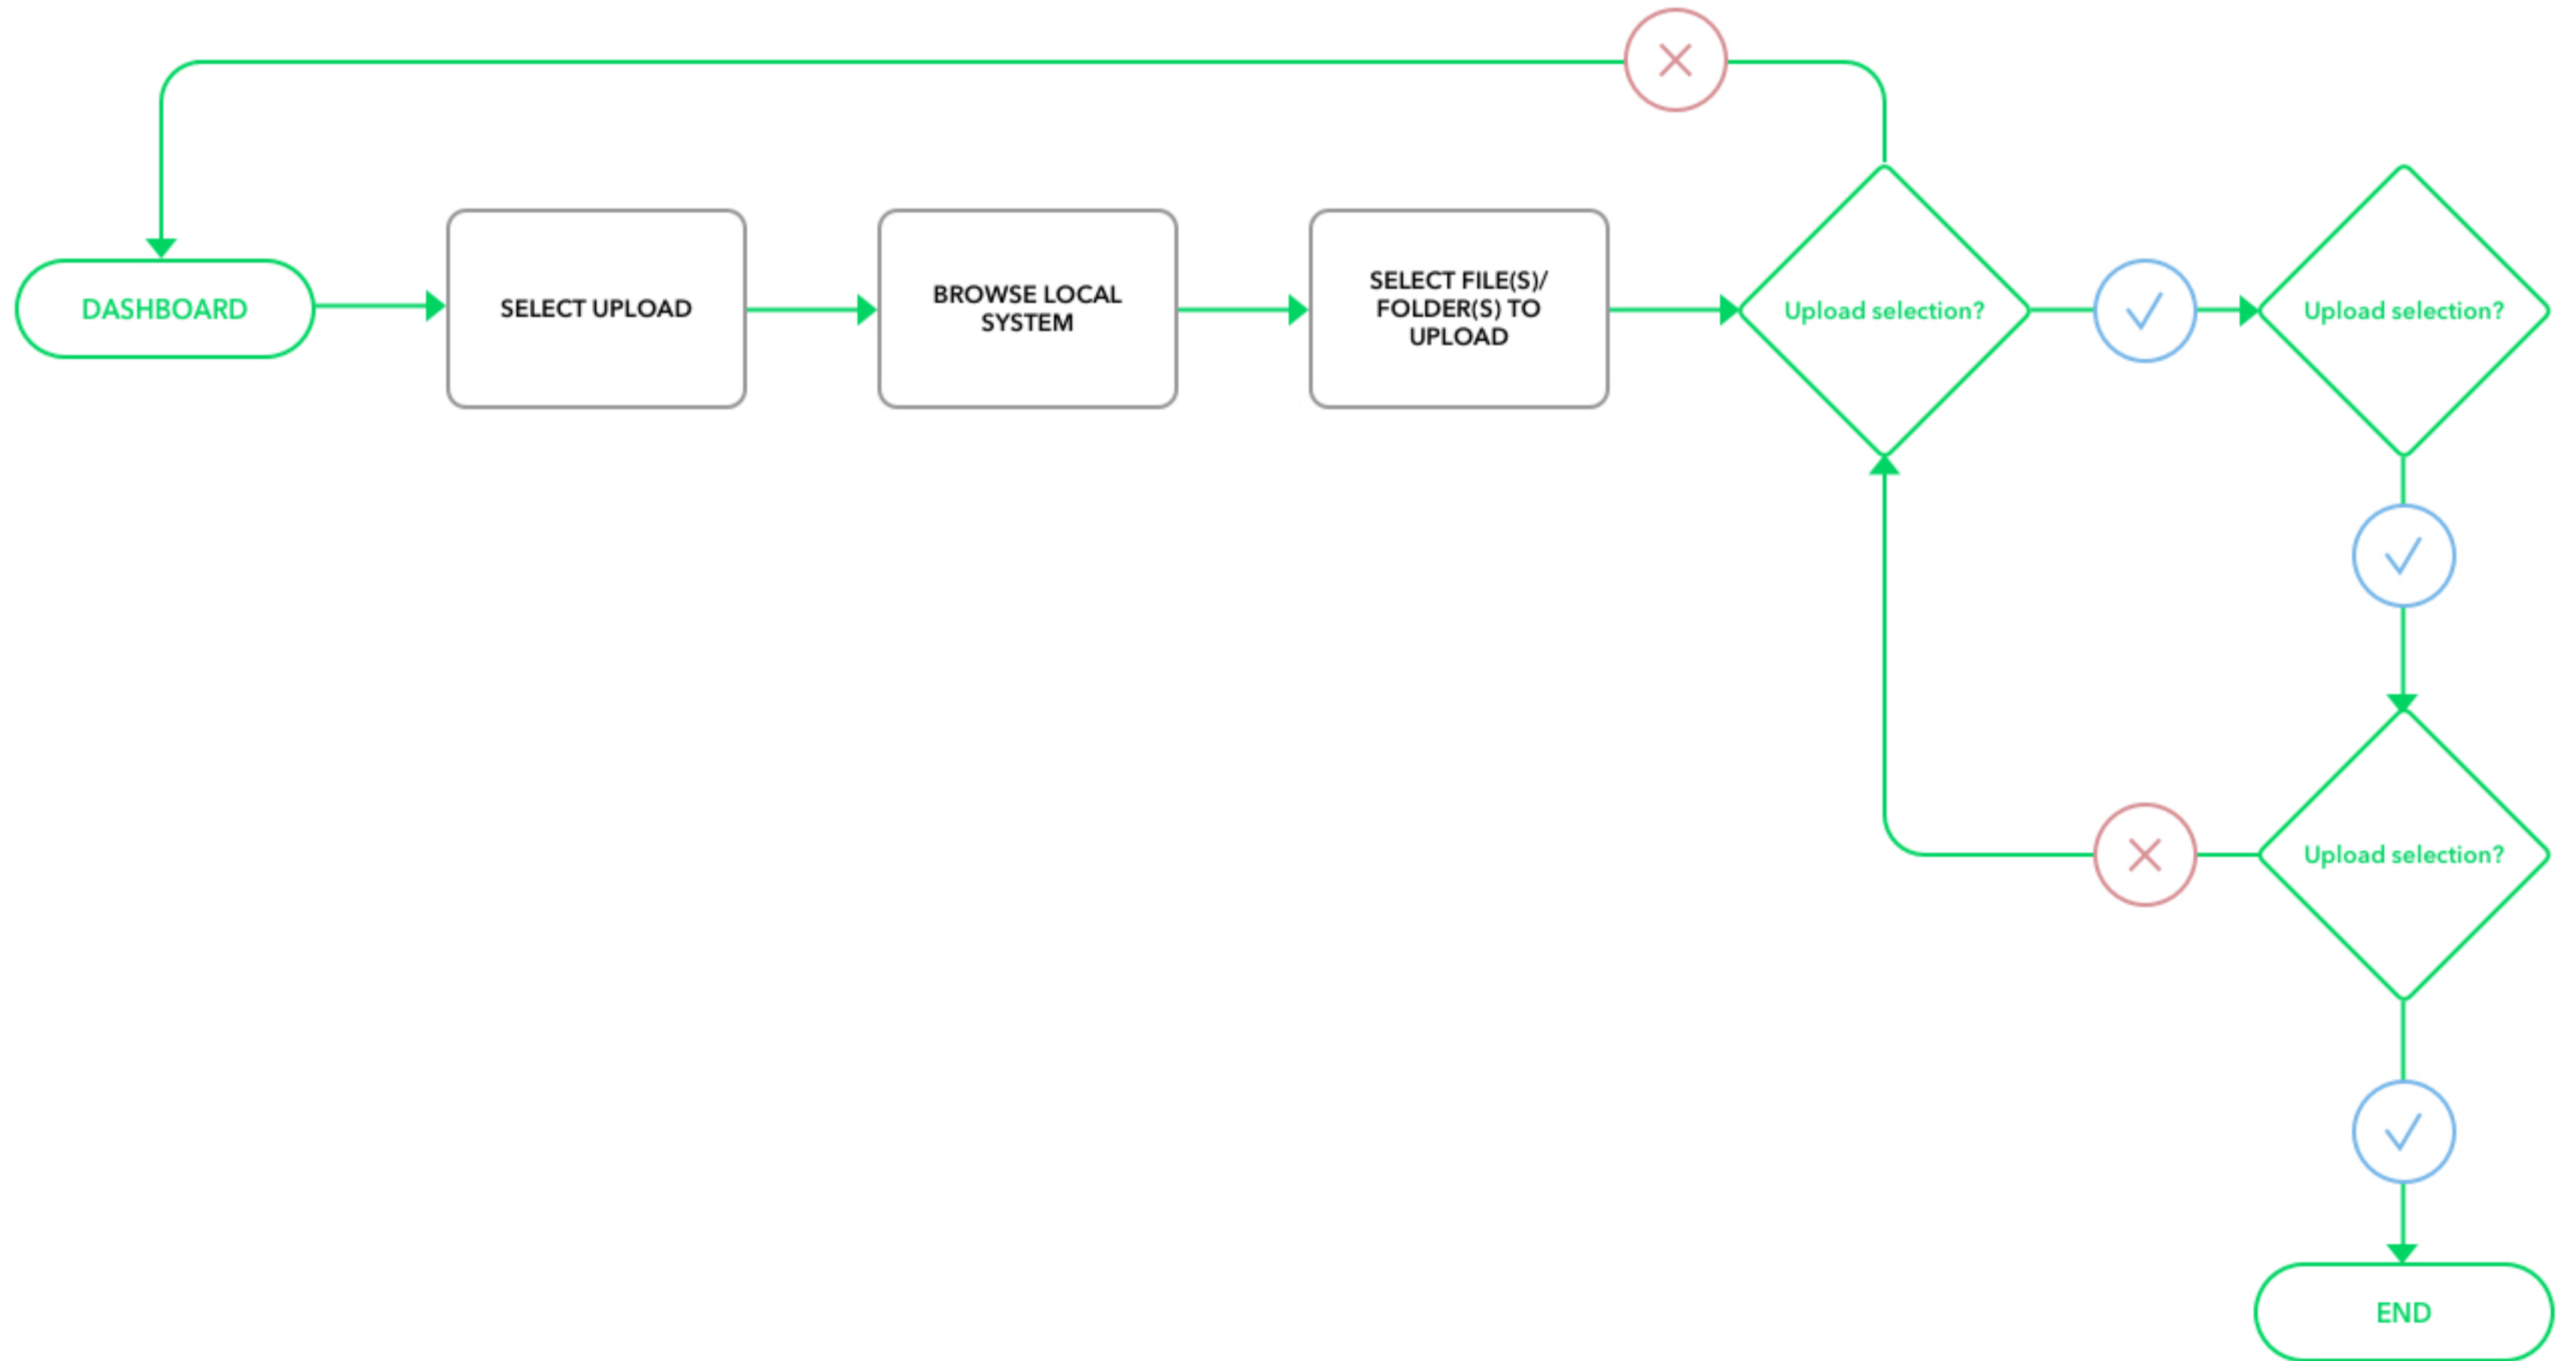 DASHBOARD
SELECT UPLOAD
BROWSE LOCAL
SYSTEM
SELECT FILE(S)/
FOLDER(S) TO
UPLOAD
Upload selection?
Upload selection?
Upload selection?
END